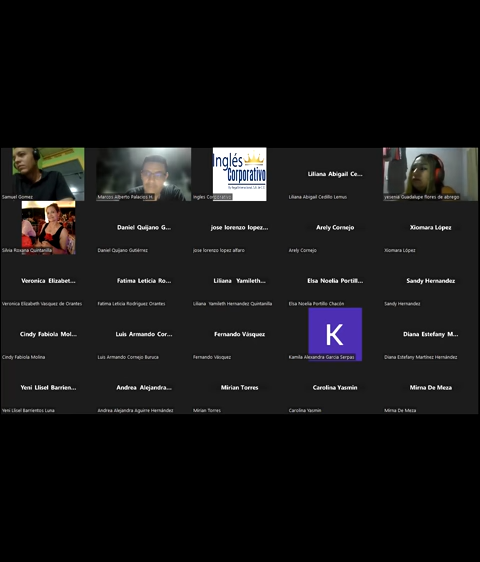 Samuel Gomez
Marcos Alberto Palacios H.
Inglés
Corporativo
Ingles Corporativo
Liliana Abigail Ce...
Liliana Abigail Cedillo Lemus
yesenia Guadalupe flores de abrego
Silvia Roxana Quintanilla
Daniel Quijano G...
Daniel Quijano Gutiérrez
jose lorenzo lopez...
jose lorenzo lopez alfaro
Arely Cornejo
Arely Cornejo
Xiomara López
Xiomara López
Veronica Elizabet...
Veronica Elizabeth Vasquez de Orantes
Fatima Leticia Ro...
Fatima Leticia Rodriguez Orantes
Liliana Yamileth...
Liliana Yamileth Hernandez Quintanilla
Elsa Noelia Portill...
Elsa Noelia Portillo Chacón
Sandy Hernandez
Sandy Hernandez
Cindy Fabiola Mol...
Cindy Fabiola Molina
Luis Armando Cor...
Luis Armando Cornejo Buruca
Fernando Vásquez
Fernando Vásquez
K
Kamila Alexandra Garcia Serpas
Diana Estefany M...
Diana Estefany Martínez Hernández
Yeni Llisel Barrien...
Yeni Llisel Barrientos Luna
Andrea Alejandra...
Andrea Alejandra Aguirre Hernández
Mirian Torres
Mirian Torres
Carolina Yasmin
Carolina Yasmin
Mirna De Meza
Mirna De Meza